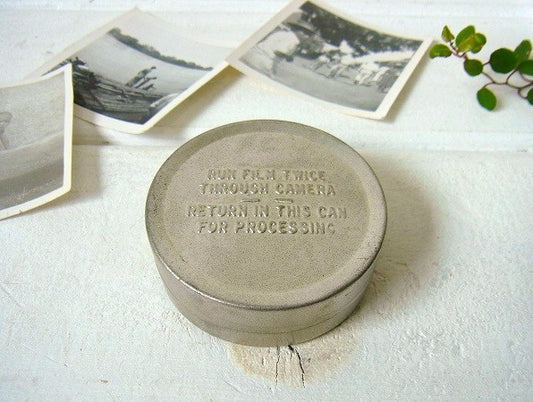 RUN FILM TWICE
THROUGH CAMERA
RETURN IN THIS CAN
FOR PROCESSING